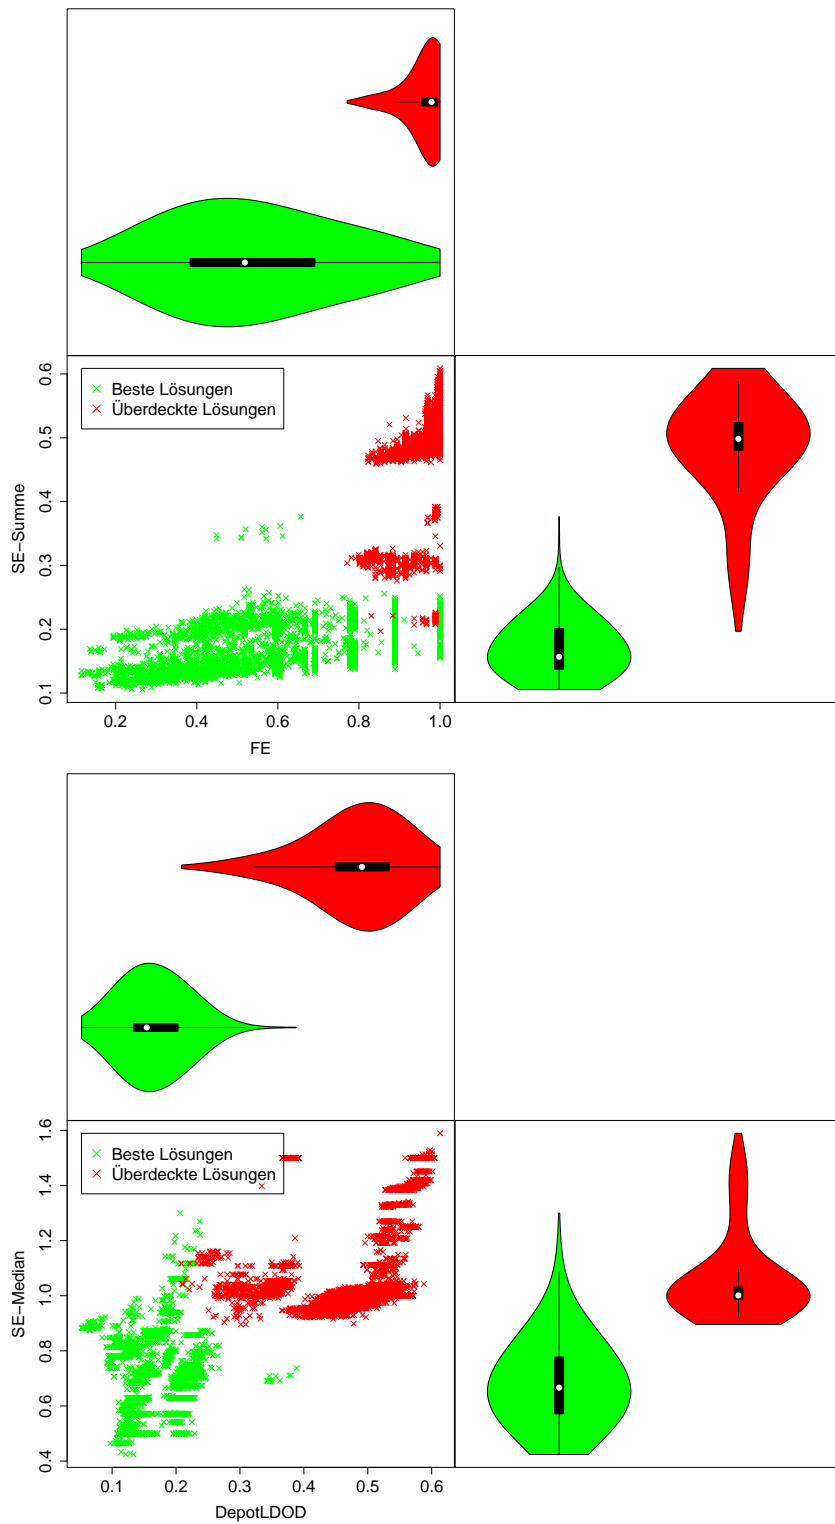 0.6
0.5
0.4
0.3
0.2
0.1
SE−Summe
× Beste Lösungen
× Überdeckte Lösungen
0.2 0.4 0.6 0.8 1.0
FE
1.6
1.4
1.2
1.0
0.8
0.6
0.4
SE−Median
× Beste Lösungen
× Überdeckte Lösungen
0.1 0.2 0.3 0.4 0.5 0.6
DepotLDOD